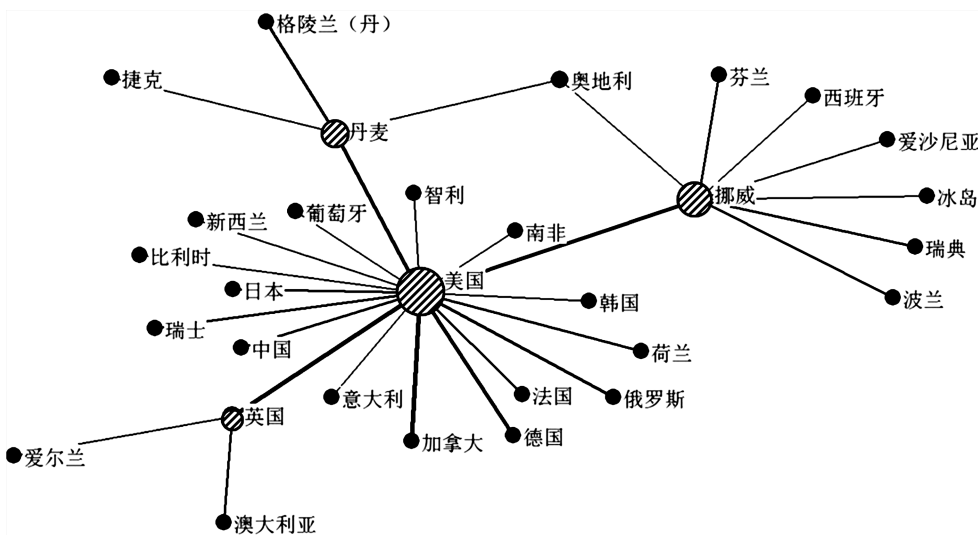 格陵兰（丹）
捷克
奥地利
芬兰
西班牙
丹麦
爱沙尼亚
智利
挪威
冰岛
新西兰
葡萄牙
南非
瑞典
比利时
美国
日本
韩国
波兰
瑞士
中国
荷兰
意大利
法国
俄罗斯
英国
加拿大
德国
爱尔兰
澳大利亚